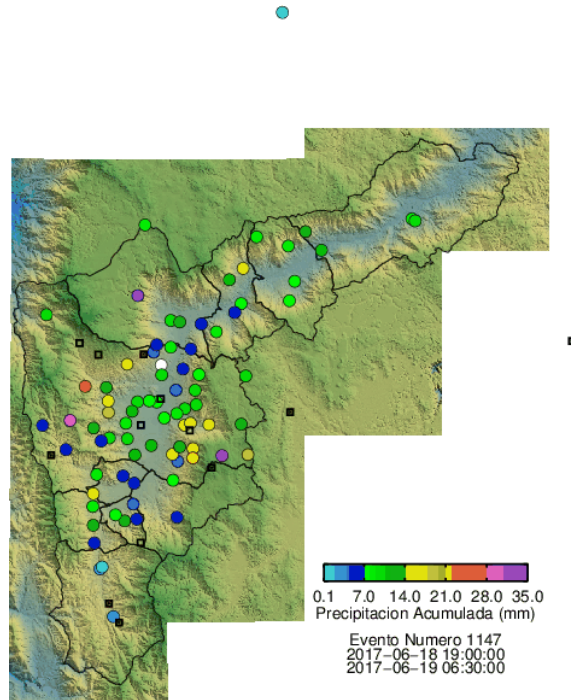 0.1 7.0 14.0 21.0 28.0 35.0
Precipitacion Acumulada (mm)
Evento Numero 1147
2017−06−18 19:00:00
2017−06−19 06:30:00